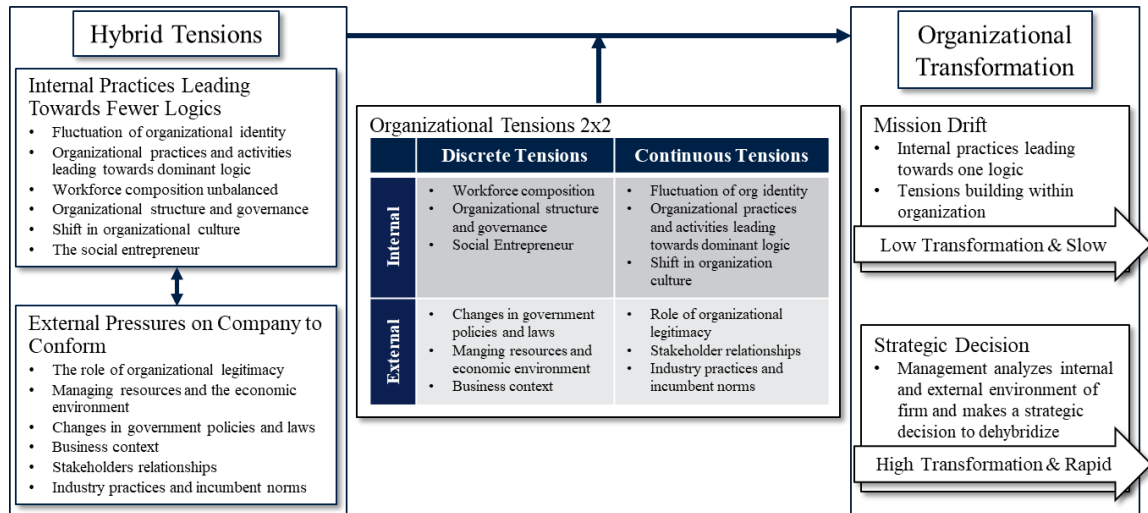 Hybrid Tensions
Internal Practices Leading
Towards Fewer Logics
• Fluctuation of organizational identity
• Organizational practices and activities
leading towards dominant logic
• Workforce composition unbalanced
• Organizational structure and governance
• Shift in organizational culture
• The social entrepreneur
External Pressures on Company to
Conform
• The role of organizational legitimacy
• Managing resources and the economic
environment
• Changes in government policies and laws
• Business context
• Stakeholders relationships
• Industry practices and incumbent norms
Organizational Tensions 2x2
Discrete Tensions
Continuous Tensions
Internal
• Workforce composition
• Organizational structure
and governance
• Social Entrepreneur
• Fluctuation of org identity
• Organizational practices
and activities leading
towards dominant logic
• Shift in organization
culture
External
• Changes in government
policies and laws
• Manging resources and
economic environment
• Business context
• Role of organizational
legitimacy
• Stakeholder relationships
• Industry practices and
incumbent norms
Organizational
Transformation
Mission Drift
• Internal practices leading
towards one logic
• Tensions building within
organization
Low Transformation & Slow
Strategic Decision
• Management analyzes internal
and external environment of
firm and makes a strategic
decision to dehybridize
High Transformation & Rapid